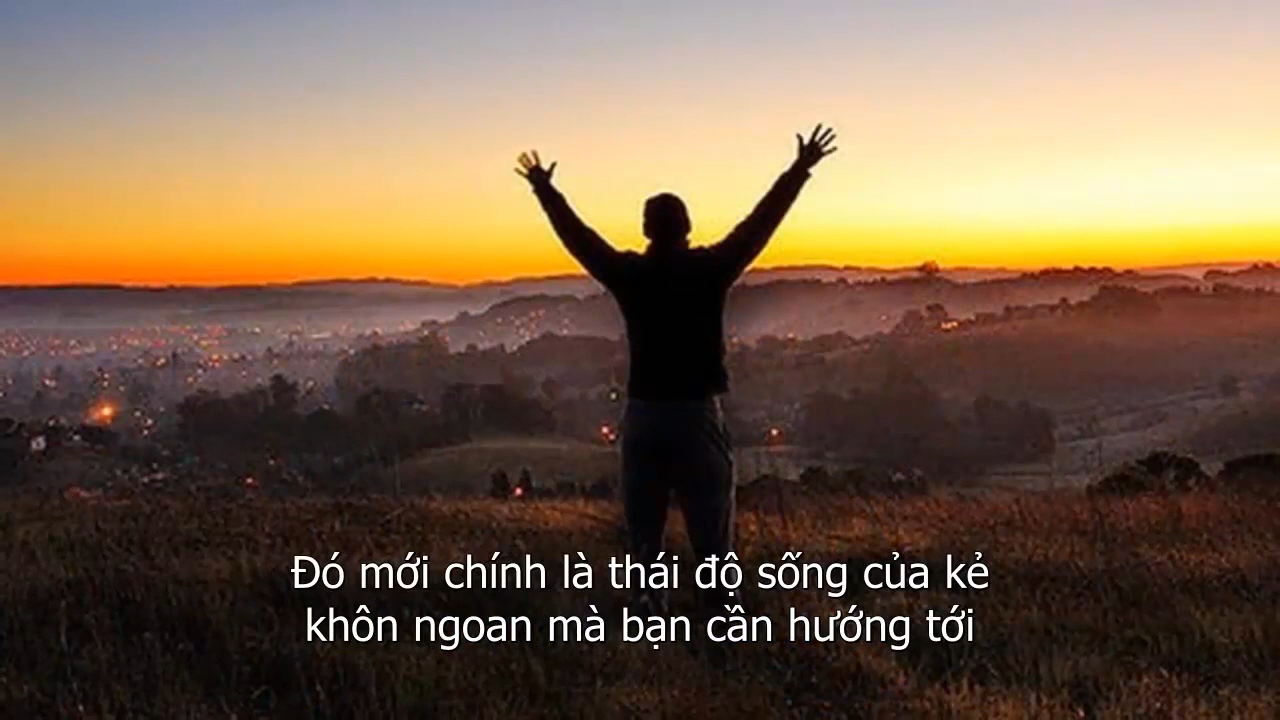 Đó mới chính là thái độ sống của kẻ
khôn ngoan mà bạn cần hướng tới